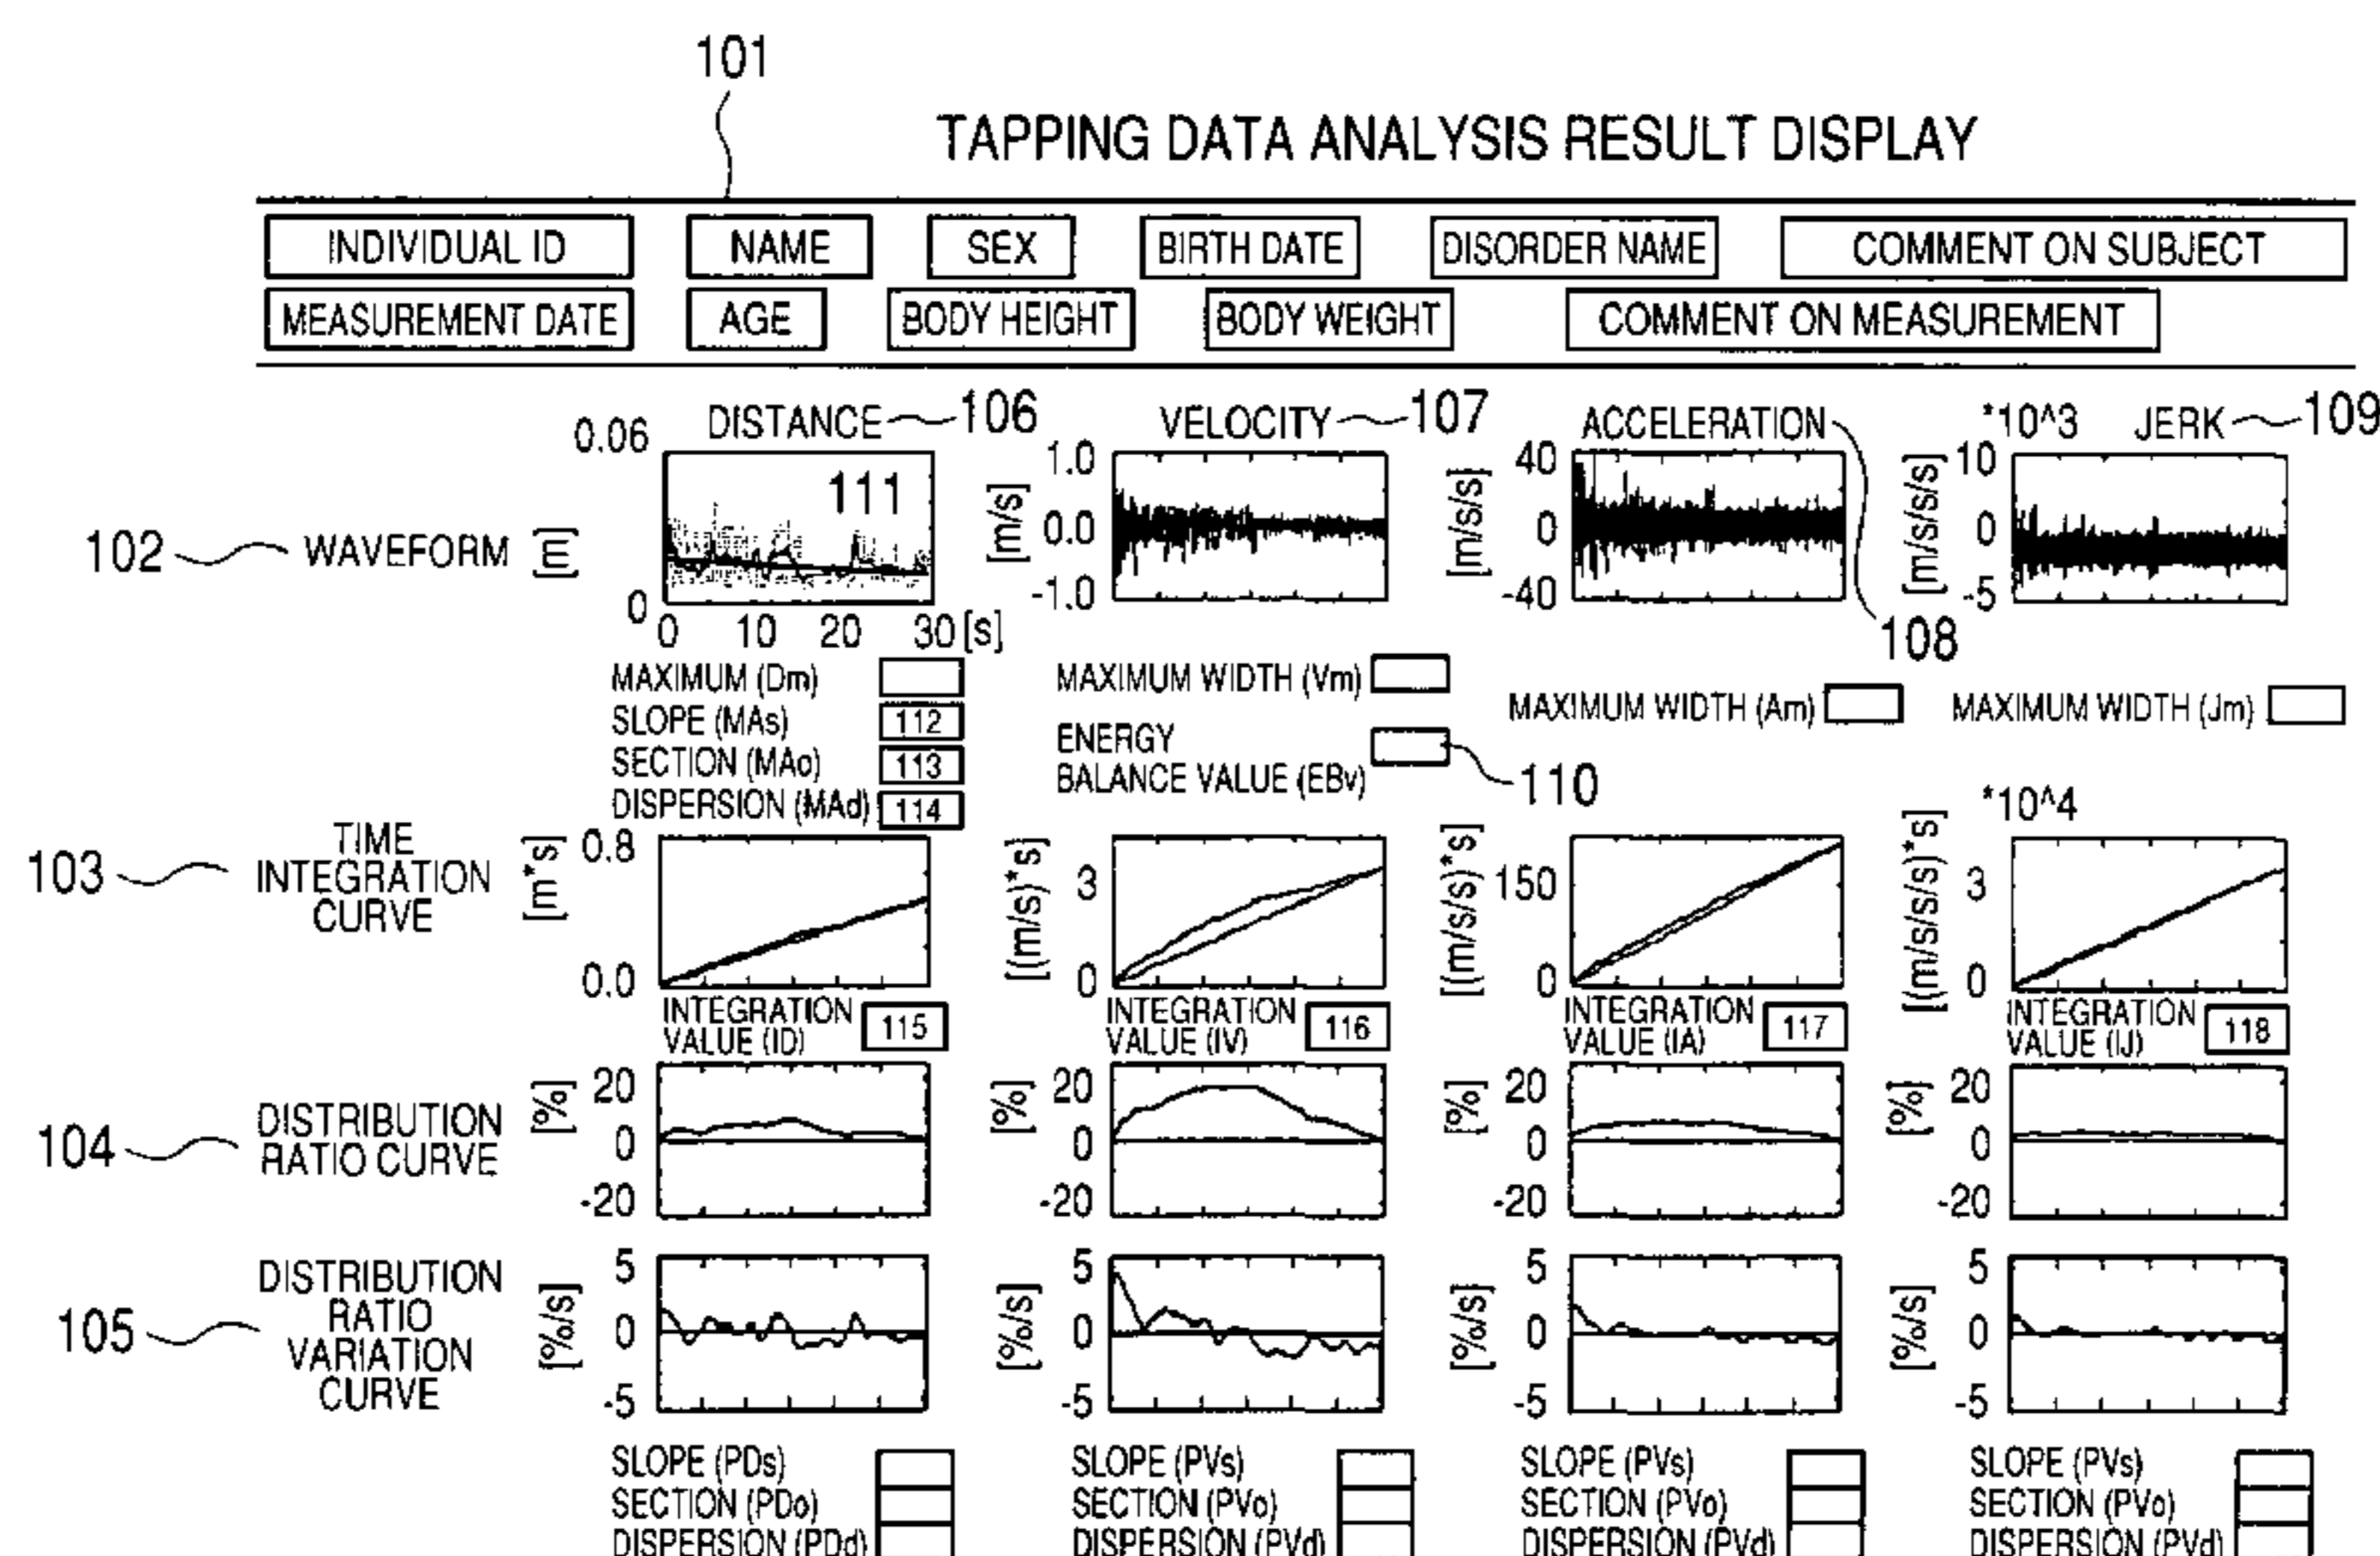 101
TAPPING DATA ANALYSIS RESULT DISPLAY
INDIVIDUAL ID NAME SEX BIRTH DATE DISORDER NAME COMMENT ON SUBJECT
MEASUREMENT DATE AGE BODY HEIGHT BODY WEIGHT COMMENT ON MEASUREMENT
DISTANCE 106 VELOCITY 107 ACCELERATION *10^3 JERK 109
102 WAVEFORM [m] 0.06 0 111 [m/s] 1.0 0.0 -1.0 [m/s/s] 40 0 -40 [m/s/s/s] 10 0 -5
0 10 20 30 [s] 108
MAXIMUM (Dm) MAXIMUM WIDTH (Vm) MAXIMUM WIDTH (Am) MAXIMUM WIDTH (Jm)
SLOPE (MAs) 112
SECTION (MAo) 113 ENERGY
DISPERSION (MAd) 114 BALANCE VALUE (EBv) 110
*10^4
103 TIME
INTEGRATION
CURVE
[m*s] 0.8 0.0 [(m/s)*s] 3 0 [(m/s/s)*s] 150 0 [(m/s/s/s)*s] 3 0
INTEGRATION INTEGRATION INTEGRATION INTEGRATION
VALUE (ID) 115 VALUE (IV) 116 VALUE (IA) 117 VALUE (IJ) 118
104 DISTRIBUTION
RATIO CURVE
[%] 20 0 -20 [%] 20 0 -20 [%] 20 0 -20 [%] 20 0 -20
105 DISTRIBUTION
RATIO
VARIATION
CURVE
[%/s] 5 0 -5 [%/s] 5 0 -5 [%/s] 5 0 -5 [%/s] 5 0 -5
SLOPE (PDs) SLOPE (PVs) SLOPE (PVs) SLOPE (PVs)
SECTION (PDo) SECTION (PVo) SECTION (PVo) SECTION (PVo)
DISPERSION (PDd) DISPERSION (PVd) DISPERSION (PVd) DISPERSION (PVd)